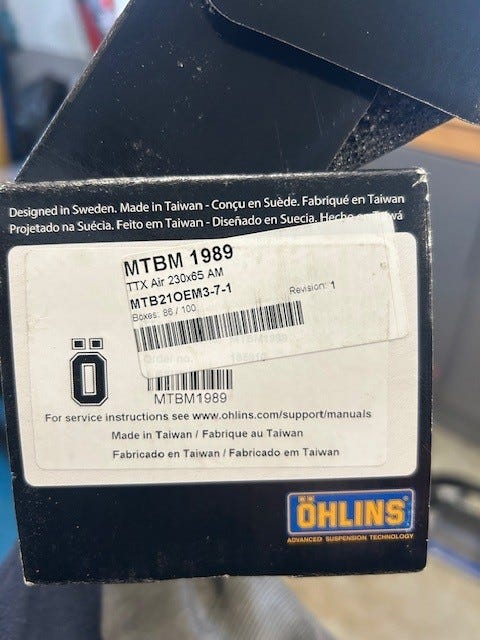 Designed in Sweden. Made in Taiwan - Conçu en Suède. Fabriqué en Taiwan
Projetado na Suécia. Feito em Taiwan - Diseñado en Suecia. Hecho
MTBM 1989
TTX Air 230x65 AM
MTB21OEM3-7-1
Revision: 1
Boxes: 86 / 100
MTBM1989
Order no.
Ö
MTBM1989
For service instructions see www.ohlins.com/support/manuals
Made in Taiwan / Fabrique au Taiwan
Fabricado en Taiwan / Fabricado em Taiwan
ÖHLINS
ADVANCED SUSPENSION TECHNOLOGY